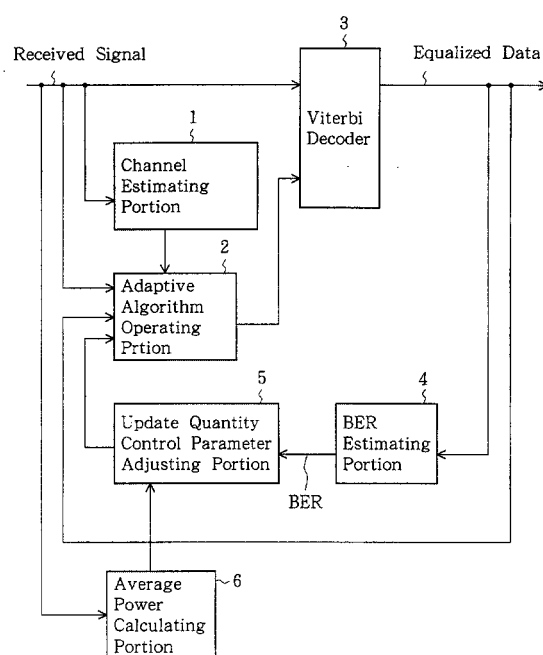 Received Signal
Equalized Data
3
Viterbi
Decoder
1
Channel
Estimating
Portion
2
Adaptive
Algorithm
Operating
Prtion
5
Update Quantity
Control Parameter
Adjusting Portion
4
BER
Estimating
Portion
BER
6
Average
Power
Calculating
Portion